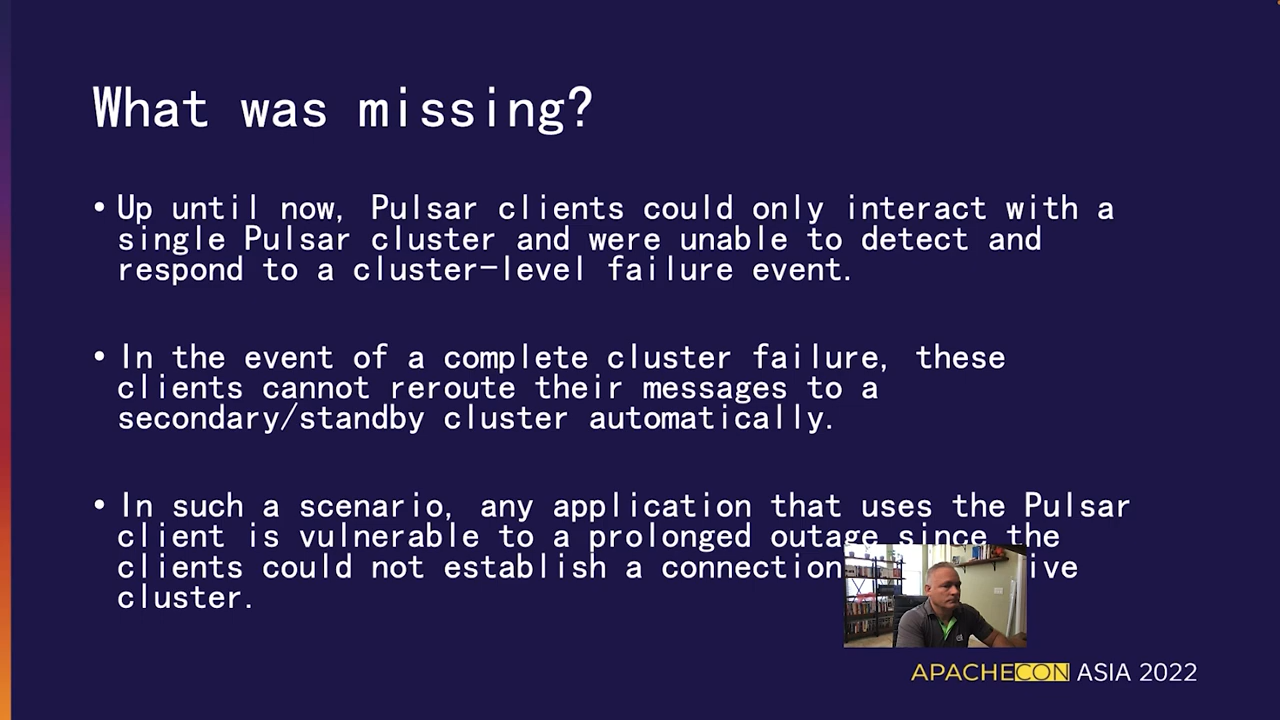 What was missing?
• Up until now, Pulsar clients could only interact with a
single Pulsar cluster and were unable to detect and
respond to a cluster-level failure event.
• In the event of a complete cluster failure, these
clients cannot reroute their messages to a
secondary/standby cluster automatically.
• In such a scenario, any application that uses the Pulsar
client is vulnerable to a prolonged outage since the
clients could not establish a connection
cluster.
APACHECON ASIA 2022